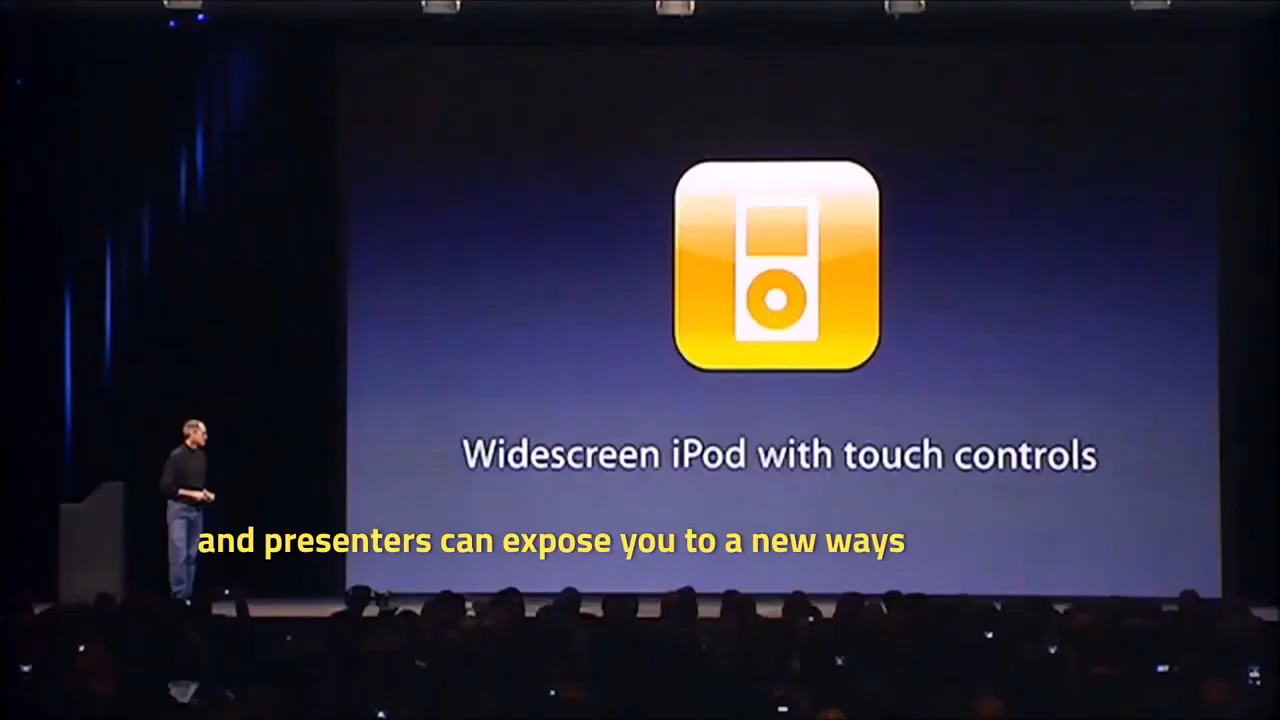 Widescreen iPod with touch controls
and presenters can expose you to a new ways